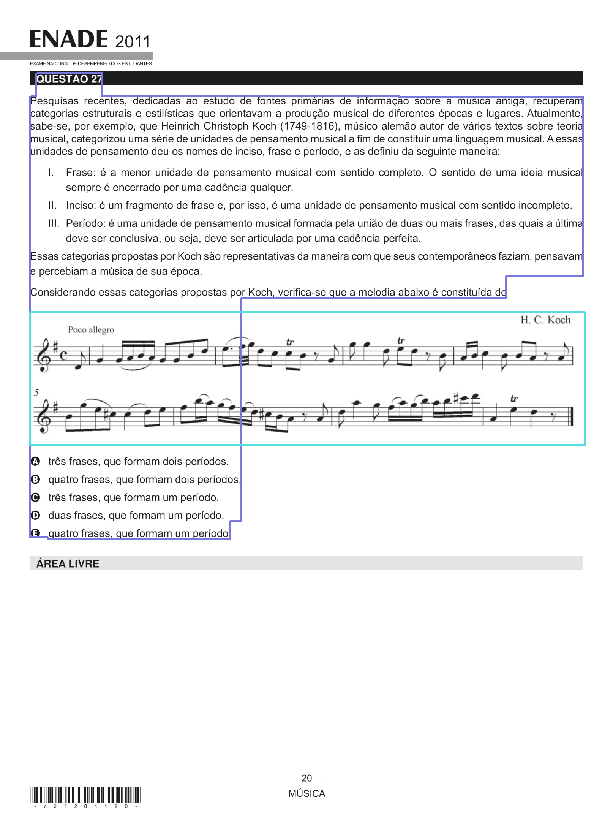 ENADE 2011
EXAME NACIONAL DE DESEMPENHO DOS ESTUDANTES
QUESTÃO 27
Pesquisas recentes, dedicadas ao estudo de fontes primárias de informação sobre a música antiga, recuperam
categorias estruturais e estilísticas que orientavam a produção musical de diferentes épocas e lugares. Atualmente,
sabe-se, por exemplo, que Heinrich Christoph Koch (1749-1816), músico alemão autor de vários textos sobre teoria
musical, categorizou uma série de unidades de pensamento musical a fim de constituir uma linguagem musical. A essas
unidades de pensamento deu os nomes de inciso, frase e período, e as definiu da seguinte maneira:
I. Frase: é a menor unidade de pensamento musical com sentido completo. O sentido de uma ideia musical
sempre é encerrado por uma cadência qualquer.
II. Inciso: é um fragmento de frase e, por isso, é uma unidade de pensamento musical com sentido incompleto.
III. Período: é uma unidade de pensamento musical formada pela união de duas ou mais frases, das quais a última
deve ser conclusiva, ou seja, deve ser articulada por uma cadência perfeita.
Essas categorias propostas por Koch são representativas da maneira com que seus contemporâneos faziam, pensavam
e percebiam a música de sua época.
Considerando essas categorias propostas por Koch, verifica-se que a melodia abaixo é constituída de
H. C. Koch
Poco allegro
tr
tr
5
tr
A três frases, que formam dois períodos.
B quatro frases, que formam dois períodos.
C três frases, que formam um período.
D duas frases, que formam um período.
E quatro frases, que formam um período
ÁREA LIVRE
20
MÚSICA